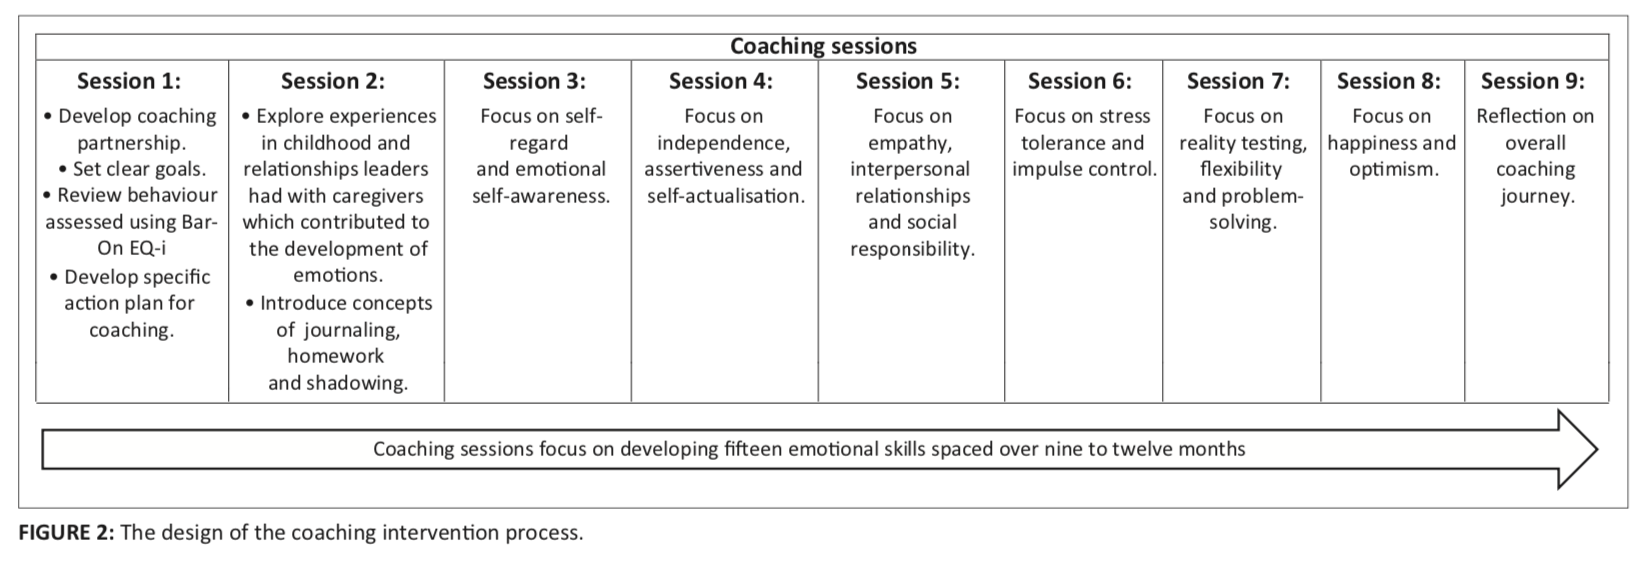 Coaching sessions
Session 1:
• Develop coaching
partnership.
• Set clear goals.
• Review behaviour
assessed using Bar-
On EQ-i
• Develop specific
action plan for
coaching.
Session 2:
• Explore experiences
in childhood and
relationships leaders
had with caregivers
which contributed to
the development of
emotions.
• Introduce concepts
of journaling,
homework
and shadowing.
Session 3:
Focus on self-
regard
and emotional
self-awareness.
Session 4:
Focus on
independence,
assertiveness and
self-actualisation.
Session 5:
Focus on
empathy,
interpersonal
relationships
and social
responsibility.
Session 6:
Focus on stress
tolerance and
impulse control.
Session 7:
Focus on
reality testing,
flexibility
and problem-
solving.
Session 8:
Focus on
happiness and
optimism.
Session 9:
Reflection on
overall
coaching
journey.
Coaching sessions focus on developing fifteen emotional skills spaced over nine to twelve months
FIGURE 2: The design of the coaching intervention process.